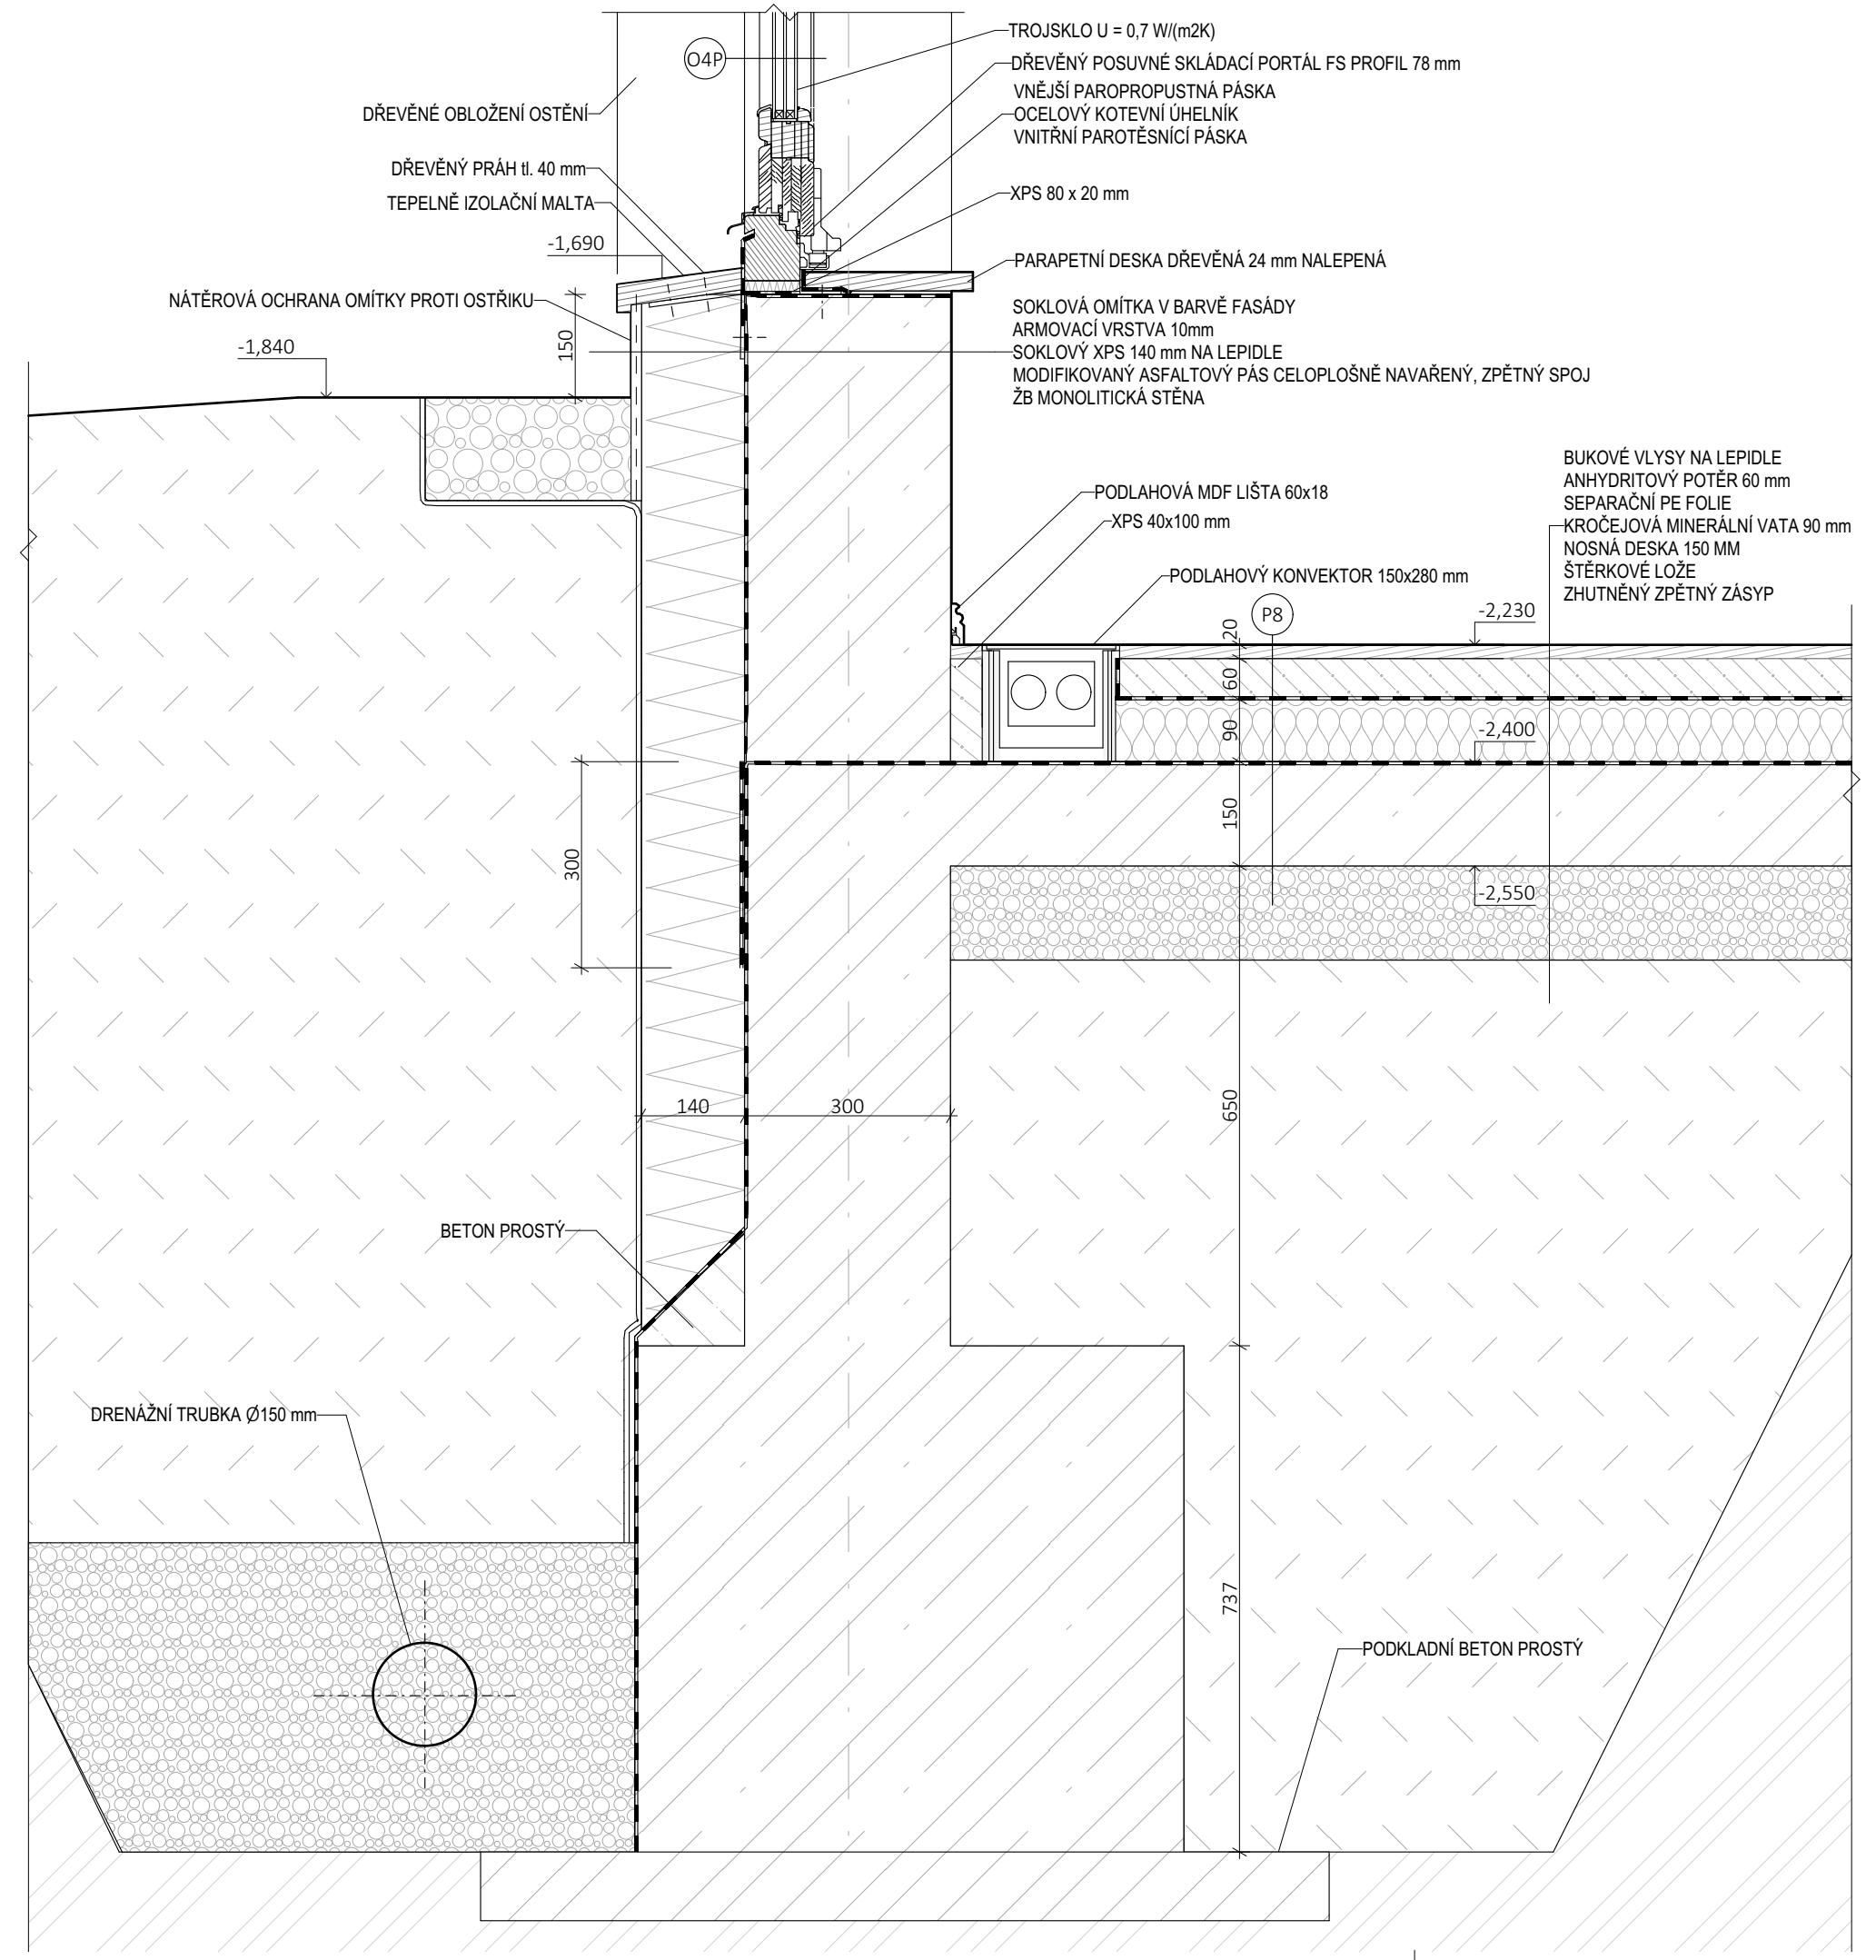 TROJSKLO U = 0,7 W/(m2K)
O4P
DŘEVĚNÝ POSUVNÉ SKLÁDACÍ PORTÁL FS PROFIL 78 mm
VNĚJŠÍ PAROPROPUSTNÁ PÁSKA
OCELOVÝ KOTEVNÍ ÚHELNÍK
VNITŘNÍ PAROTĚSNÍCÍ PÁSKA
DŘEVĚNÉ OBLOŽENÍ OSTĚNÍ
DŘEVĚNÝ PRÁH tl. 40 mm
TEPELNĚ IZOLAČNÍ MALTA
XPS 80 x 20 mm
-1,690
PARAPETNÍ DESKA DŘEVĚNÁ 24 mm NALEPENÁ
NÁTĚROVÁ OCHRANA OMÍTKY PROTI OSTŘIKU
SOKLOVÁ OMÍTKA V BARVĚ FASÁDY
ARMOVACÍ VRSTVA 10mm
SOKLOVÝ XPS 140 mm NA LEPIDLE
MODIFIKOVANÝ ASFALTOVÝ PÁS CELOPLOŠNĚ NAVAŘENÝ, ZPĚTNÝ SPOJ
ŽB MONOLITICKÁ STĚNA
-1,840
150
BUKOVÉ VLYSY NA LEPIDLE
ANHYDRITOVÝ POTĚR 60 mm
SEPARAČNÍ PE FOLIE
KROČEJOVÁ MINERÁLNÍ VATA 90 mm
NOSNÁ DESKA 150 MM
ŠTĚRKOVÉ LOŽE
ZHUTNĚNÝ ZPĚTNÝ ZÁSYP
PODLAHOVÁ MDF LIŠTA 60x18
XPS 40x100 mm
PODLAHOVÝ KONVEKTOR 150x280 mm
P8
-2,230
20
60
90
-2,400
150
300
-2,550
140
300
650
BETON PROSTÝ
DRENÁŽNÍ TRUBKA Ø150 mm
737
PODKLADNÍ BETON PROSTÝ